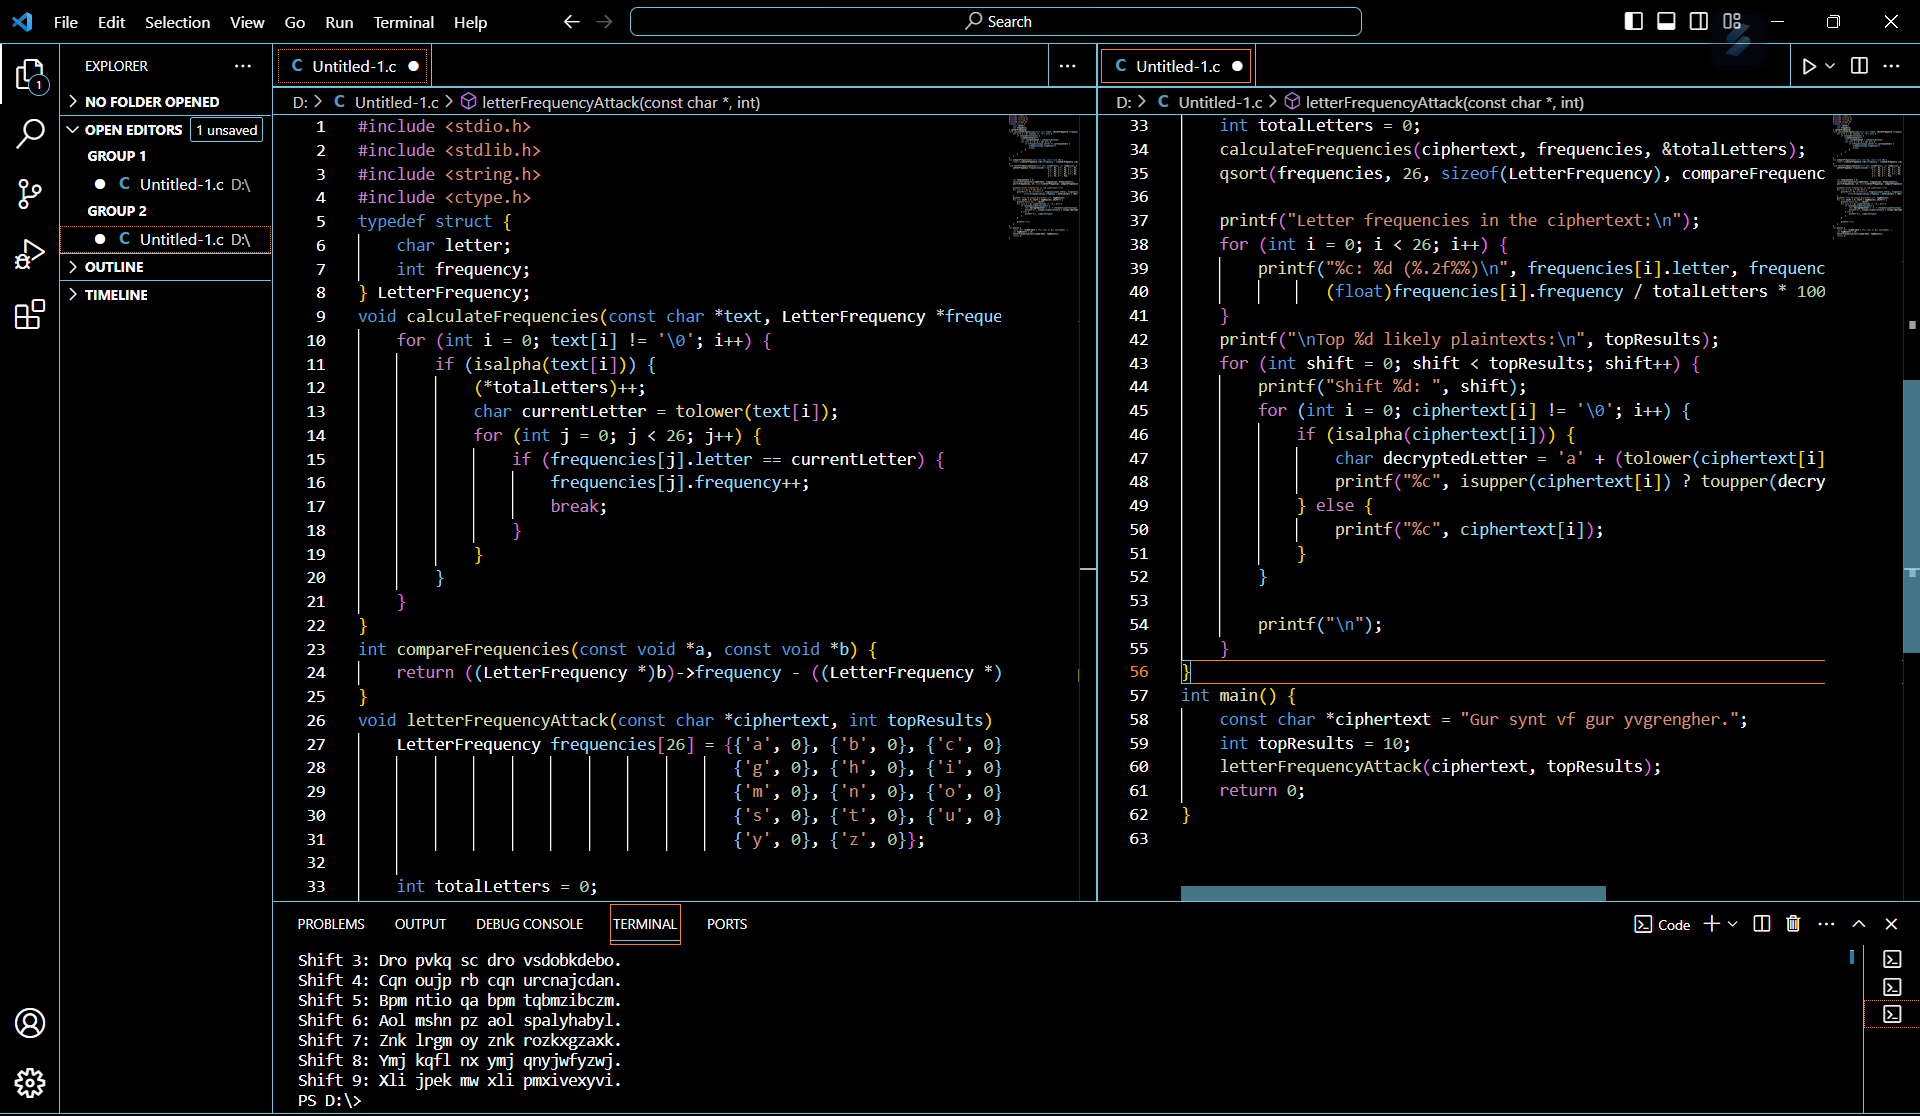 File Edit Selection View Go Run Terminal Help
Search
EXPLORER
NO FOLDER OPENED
OPEN EDITORS 1 unsaved
GROUP 1
C Untitled-1.c D:\
GROUP 2
C Untitled-1.c D:\
OUTLINE
TIMELINE
1
C Untitled-1.c
D: > C Untitled-1.c > letterFrequencyAttack(const char *, int)
1 #include <stdio.h>
2 #include <stdlib.h>
3 #include <string.h>
4 #include <ctype.h>
5 typedef struct {
6 char letter;
7 int frequency;
8 } LetterFrequency;
9 void calculateFrequencies(const char *text, LetterFrequency *freque
10 for (int i = 0; text[i] != '\0'; i++) {
11 if (isalpha(text[i])) {
12 (*totalLetters)++;
13 char currentLetter = tolower(text[i]);
14 for (int j = 0; j < 26; j++) {
15 if (frequencies[j].letter == currentLetter) {
16 frequencies[j].frequency++;
17 break;
18 }
19 }
20 }
21 }
22 }
23 int compareFrequencies(const void *a, const void *b) {
24 return ((LetterFrequency *)b)->frequency - ((LetterFrequency *)
25 }
26 void letterFrequencyAttack(const char *ciphertext, int topResults)
27 LetterFrequency frequencies[26] = {{'a', 0}, {'b', 0}, {'c', 0}
28 {'g', 0}, {'h', 0}, {'i', 0}
29 {'m', 0}, {'n', 0}, {'o', 0}
30 {'s', 0}, {'t', 0}, {'u', 0}
31 {'y', 0}, {'z', 0}};
32
33 int totalLetters = 0;
C Untitled-1.c
D: > C Untitled-1.c > letterFrequencyAttack(const char *, int)
33 int totalLetters = 0;
34 calculateFrequencies(ciphertext, frequencies, &totalLetters);
35 qsort(frequencies, 26, sizeof(LetterFrequency), compareFrequenc
36
37 printf("Letter frequencies in the ciphertext:\n");
38 for (int i = 0; i < 26; i++) {
39 printf("%c: %d (%.2f%%)\n", frequencies[i].letter, frequenc
40 (float)frequencies[i].frequency / totalLetters * 100
41 }
42 printf("\nTop %d likely plaintexts:\n", topResults);
43 for (int shift = 0; shift < topResults; shift++) {
44 printf("Shift %d: ", shift);
45 for (int i = 0; ciphertext[i] != '\0'; i++) {
46 if (isalpha(ciphertext[i])) {
47 char decryptedLetter = 'a' + (tolower(ciphertext[i]
48 printf("%c", isupper(ciphertext[i]) ? toupper(decry
49 } else {
50 printf("%c", ciphertext[i]);
51 }
52 }
53
54 printf("\n");
55 }
56 }
57 int main() {
58 const char *ciphertext = "Gur synt vf gur yvgrengher.";
59 int topResults = 10;
60 letterFrequencyAttack(ciphertext, topResults);
61 return 0;
62 }
63
PROBLEMS OUTPUT DEBUG CONSOLE TERMINAL PORTS
Code
Shift 3: Dro pvkq sc dro vsdobkdebo.
Shift 4: Cqn oujp rb cqn urcnajcdan.
Shift 5: Bpm ntio qa bpm tqbmzibczm.
Shift 6: Aol mshn pz aol spalyhabyl.
Shift 7: Znk lrgm oy znk rozkxgzaxk.
Shift 8: Ymj kqfl nx ymj qnyjwfyzwj.
Shift 9: Xli jpek mw xli pmxivexyvi.
PS D:\>